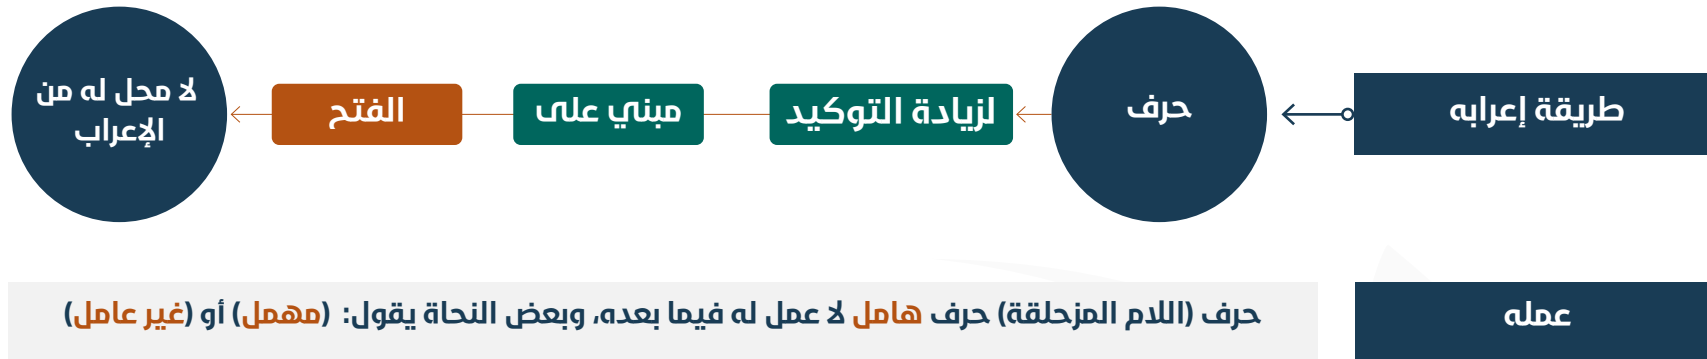 طريقة إعرابه
حرف
لزيادة التوكيد
مبني على
الفتح
لا محل له من
الإعراب
عمله
حرف (اللام المزحلقة) حرف هامل لا عمل له فيما بعده، وبعض النحاة يقول: (مهمل) أو (غير عامل)